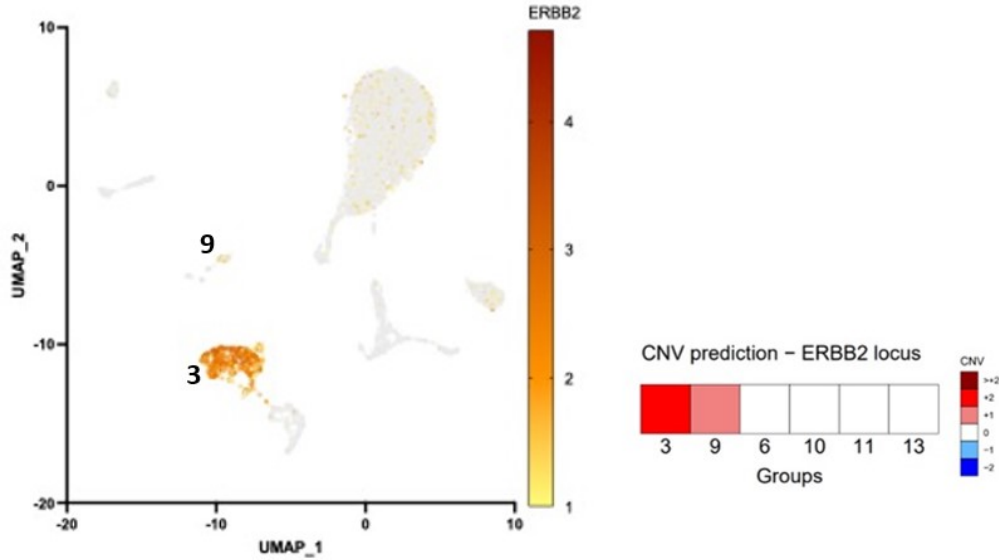 ERBB2
10
0
-10
-20
UMAP_2
-20
-10
0
10
UMAP_1
9
3
4
3
2
1
CNV prediction − ERBB2 locus
3 9 6 10 11 13
Groups
CNV
>+2
+2
+1
0
−1
−2